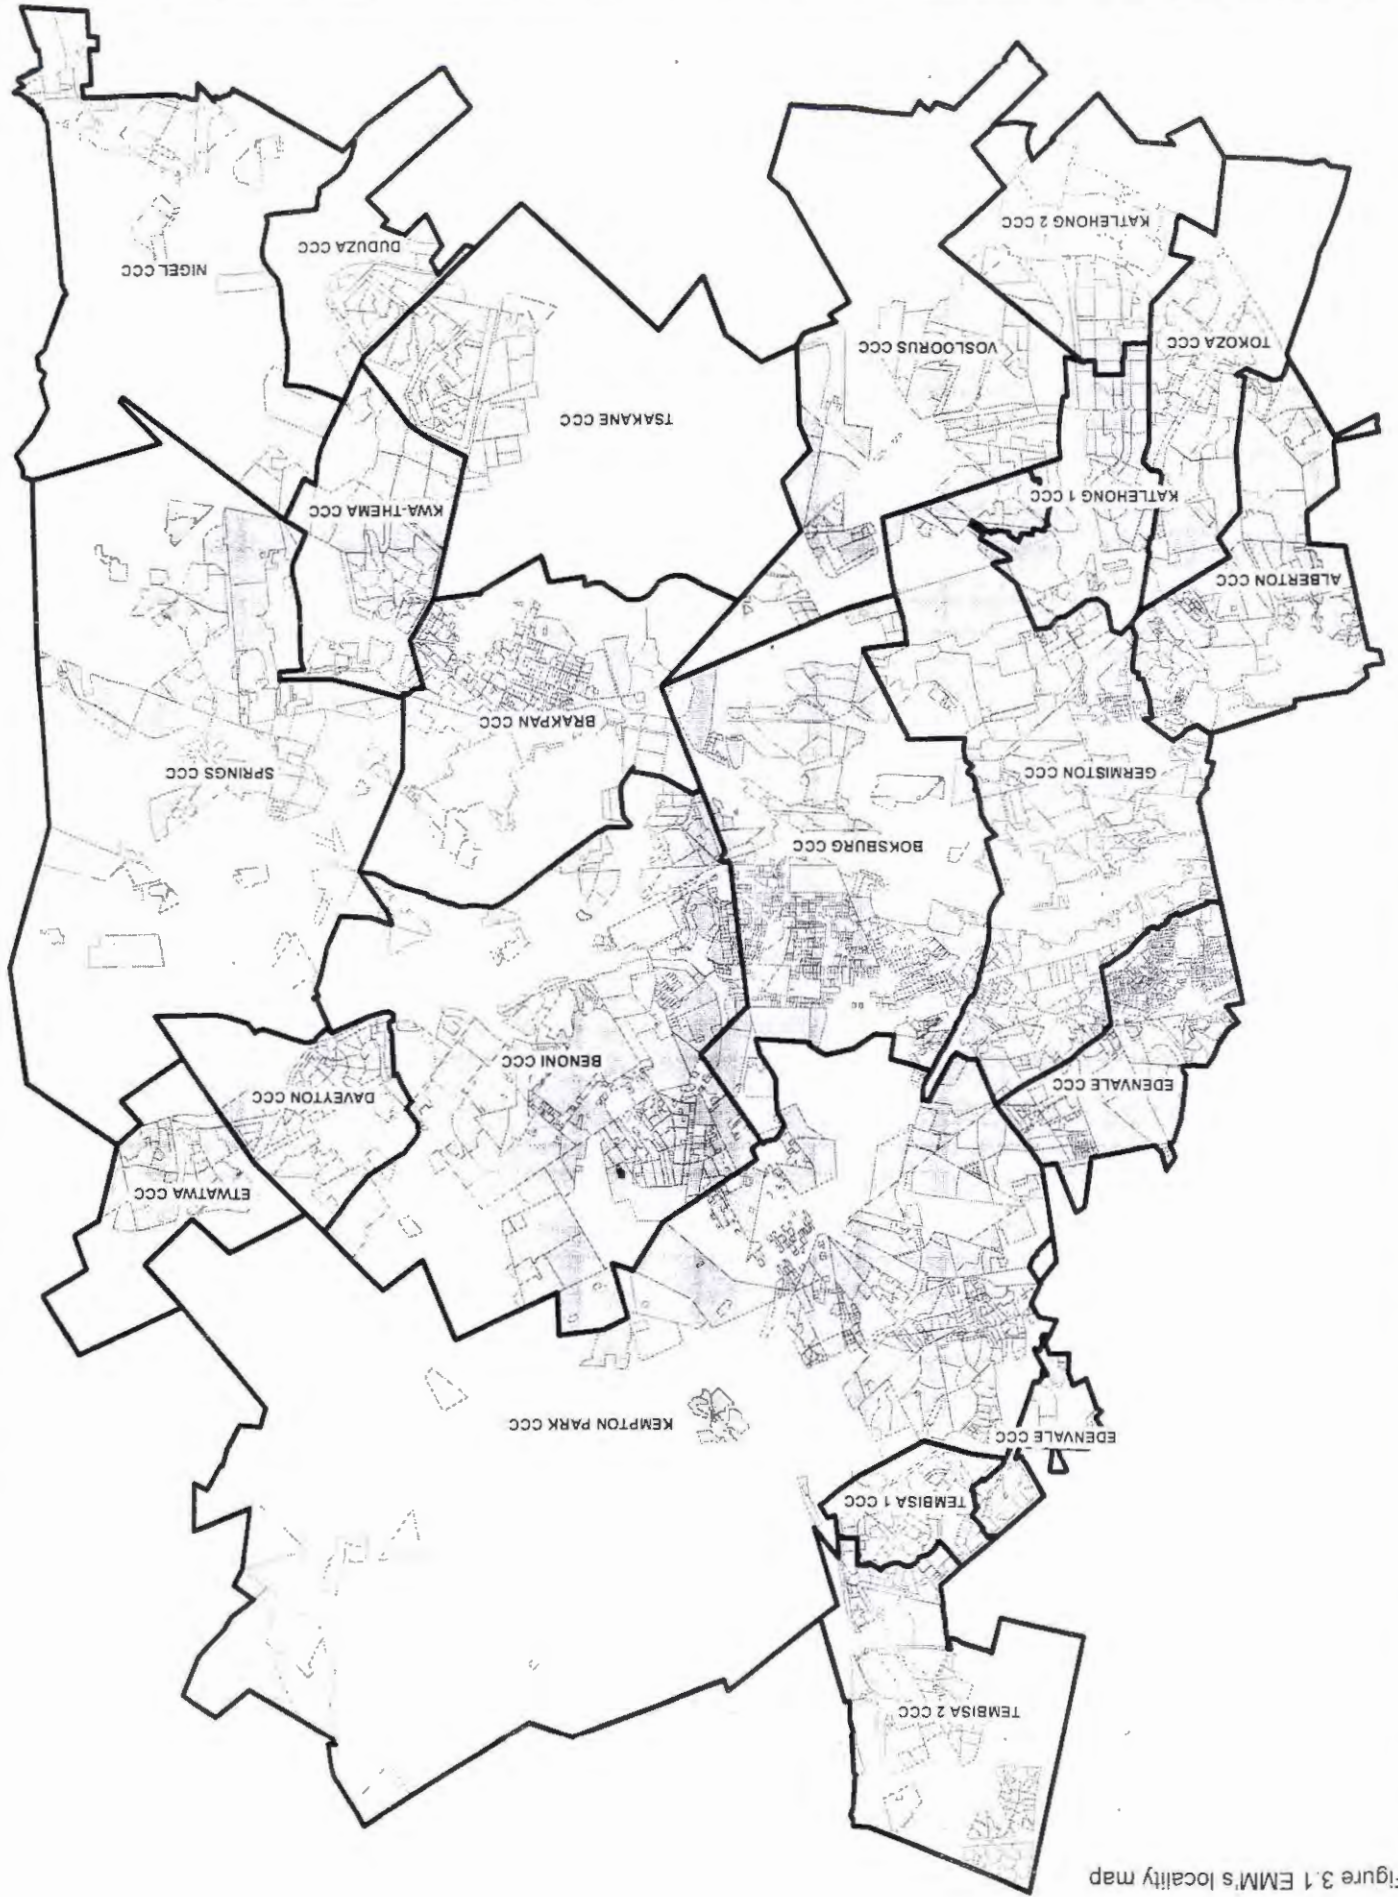 igure 3.1 EMM's locality map
TEMBISA 2 CCC
TEMBISA 1 CCC
EDENVALE CCC
KEMPTON PARK CCC
ETWATWA CCC
DAVEYTON CCC
EDENVALE CCC
BENONI CCC
BOKSBURG CCC
GERMISTON CCC
SPRINGS CCC
BRAKPAN CCC
ALBERTON CCC
KWA-THEMA CCC
KATLEHONG 1 CCC
TSAKANE CCC
VOSLOORUS CCC
TOKOZA CCC
NIGEL CCC
DUDUZA CCC
KATLEHONG 2 CCC